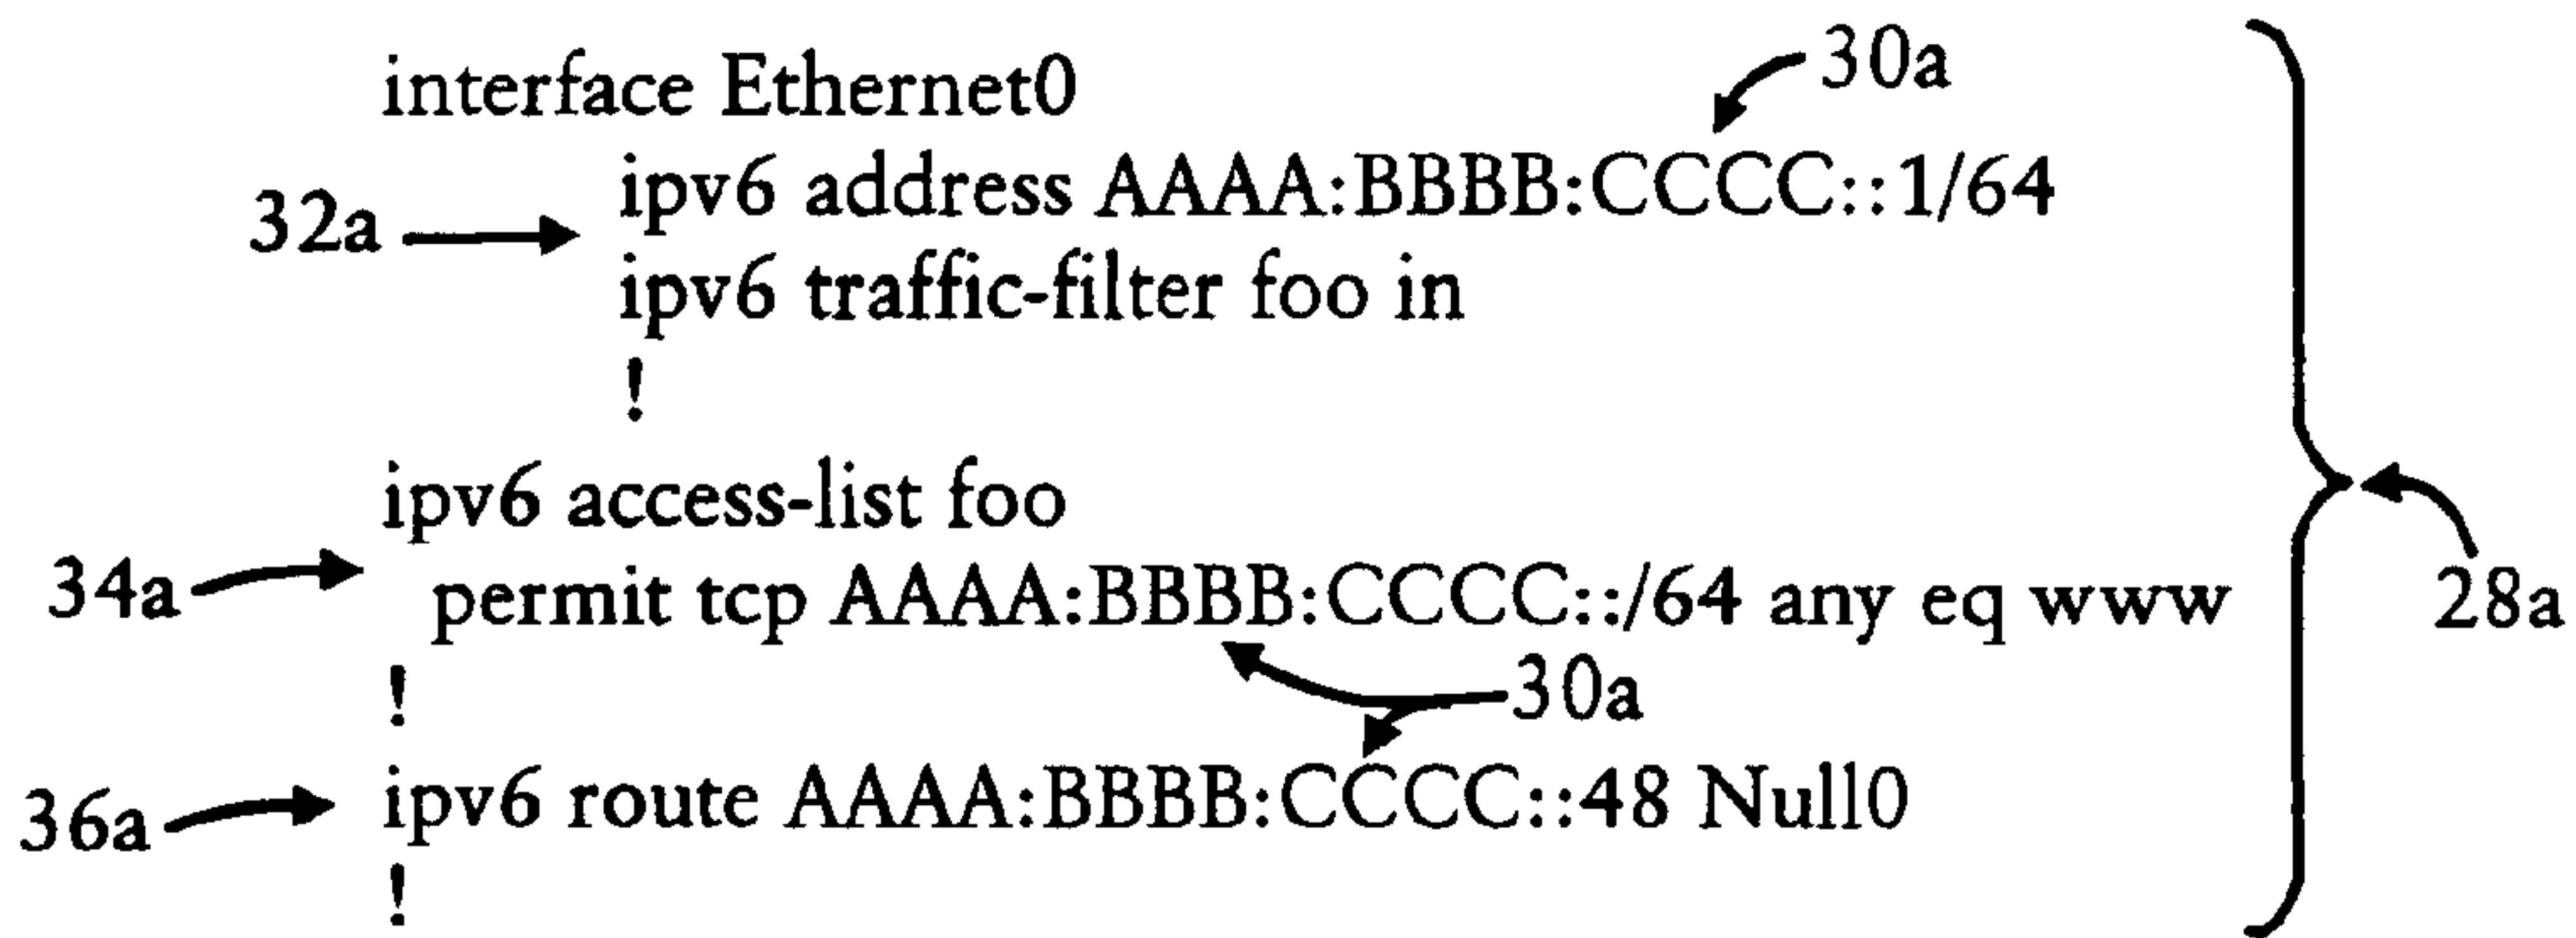 30a
interface Ethernet0
ipv6 address AAAA:BBBB:CCCC::1/64
32a
ipv6 traffic-filter foo in
!
ipv6 access-list foo
34a
permit tcp AAAA:BBBB:CCCC::/64 any eq www
28a
!
30a
ipv6 route AAAA:BBBB:CCCC::48 Null0
36a
!